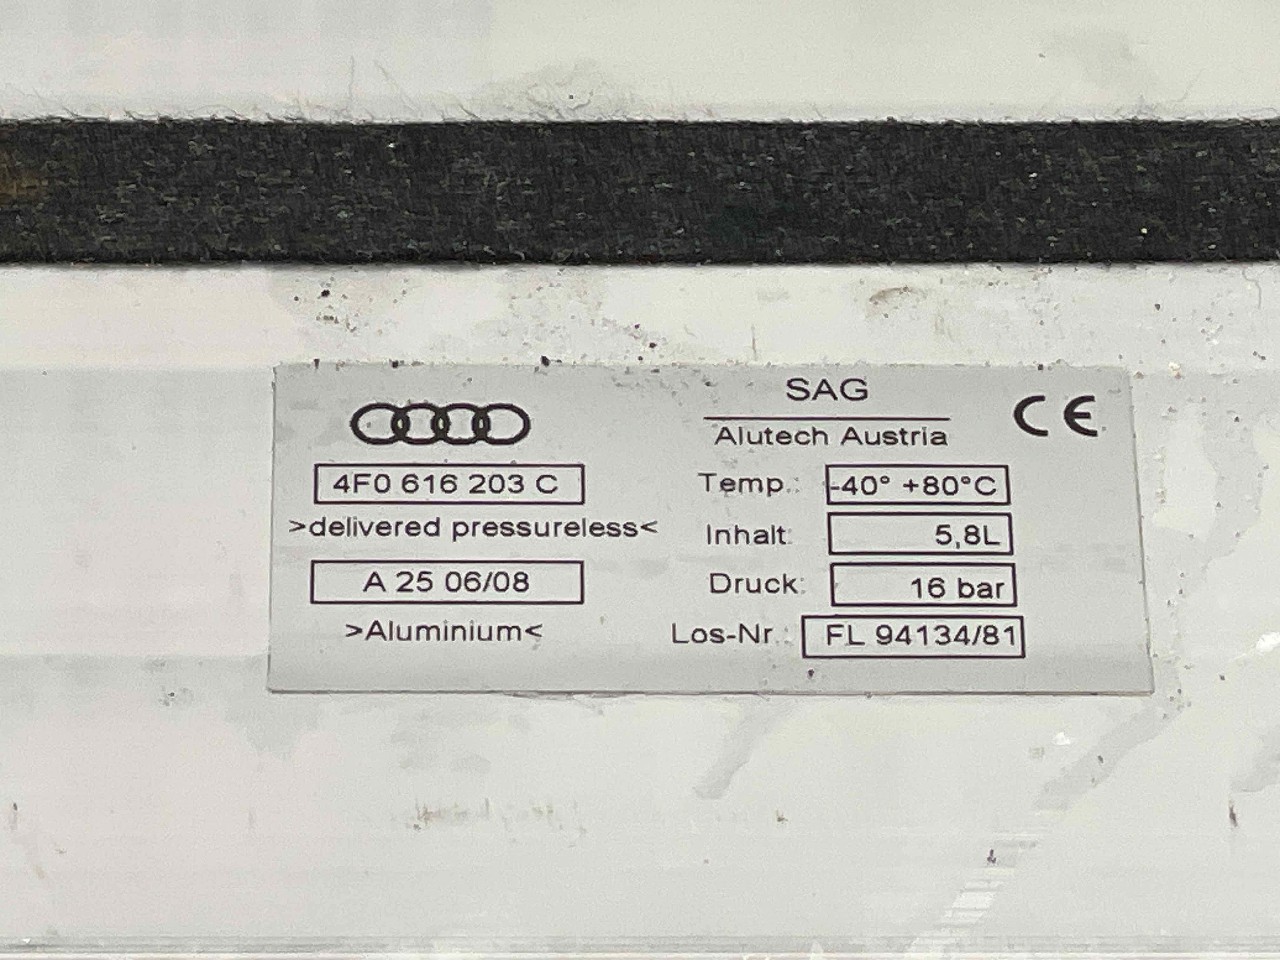 4F0 616 203 C
>delivered pressureless<
A 25 06/08
>Aluminium<
SAG
Alutech Austria
CE
Temp.: -40° +80°C
Inhalt: 5,8L
Druck: 16 bar
Los-Nr.: FL 94134/81